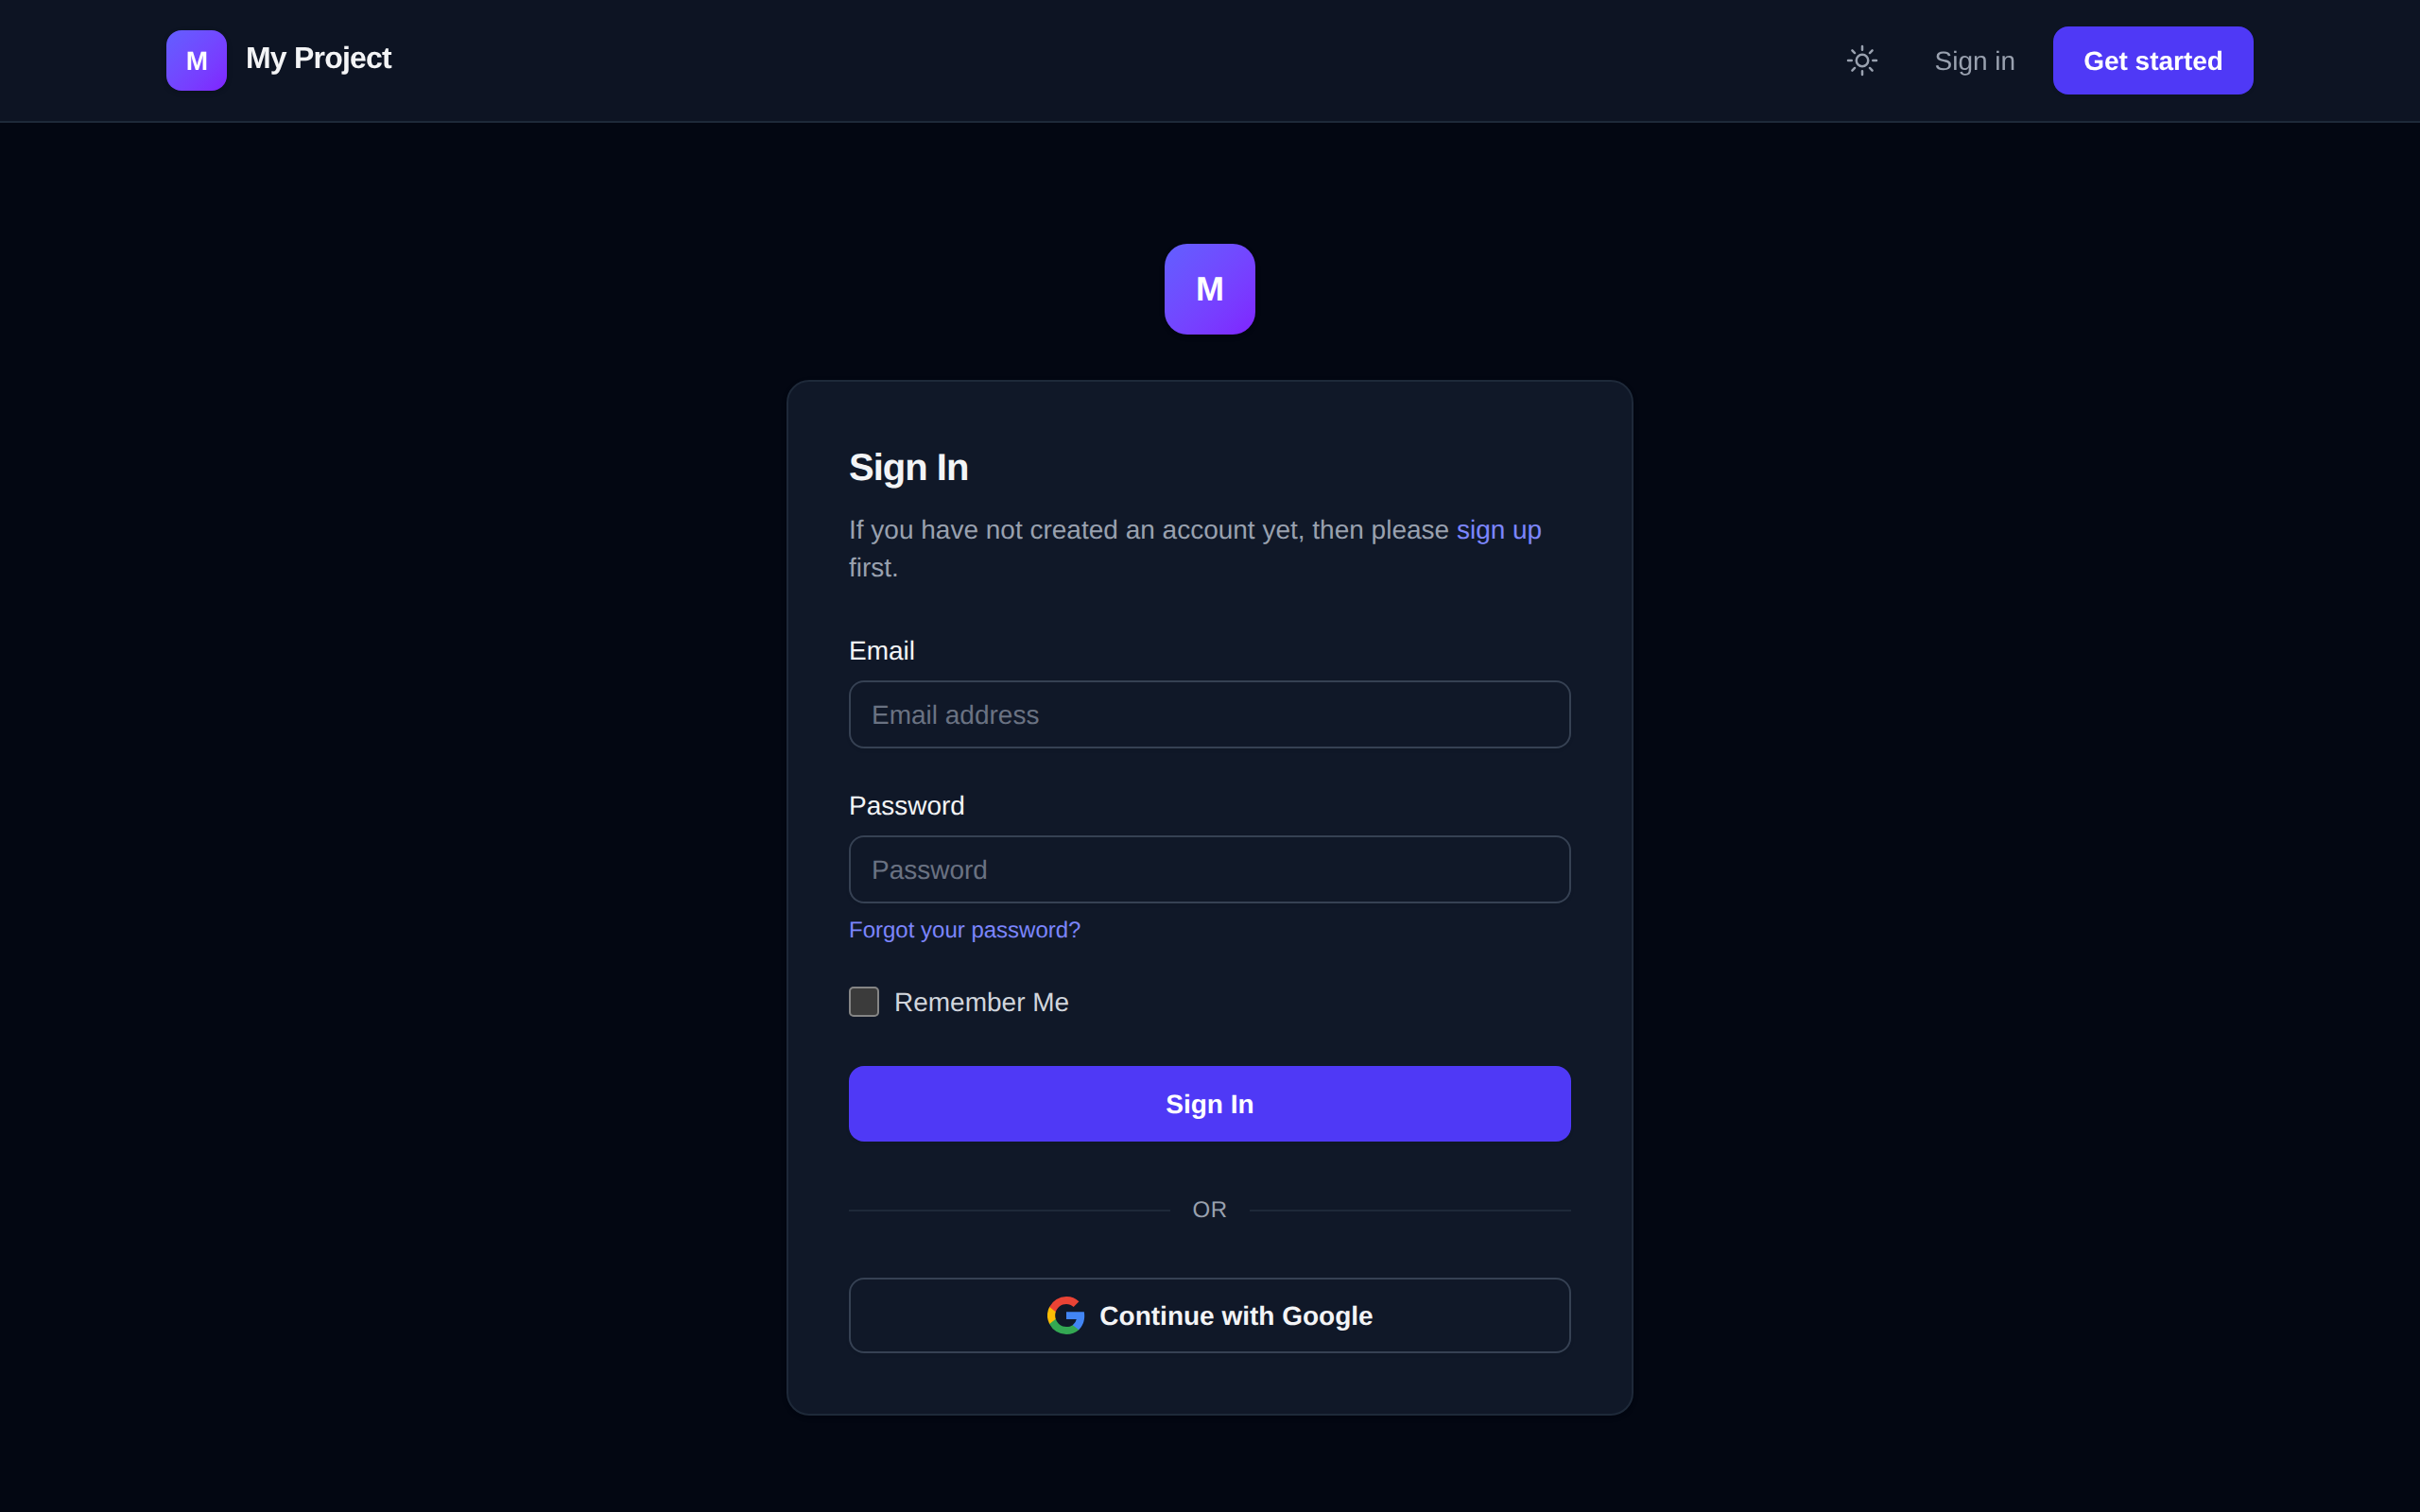 M My Project Sign in Get started
M
Sign In
If you have not created an account yet, then please sign up
first.
Email
Email address
Password
Password
Forgot your password?
Remember Me
Sign In
OR
Continue with Google